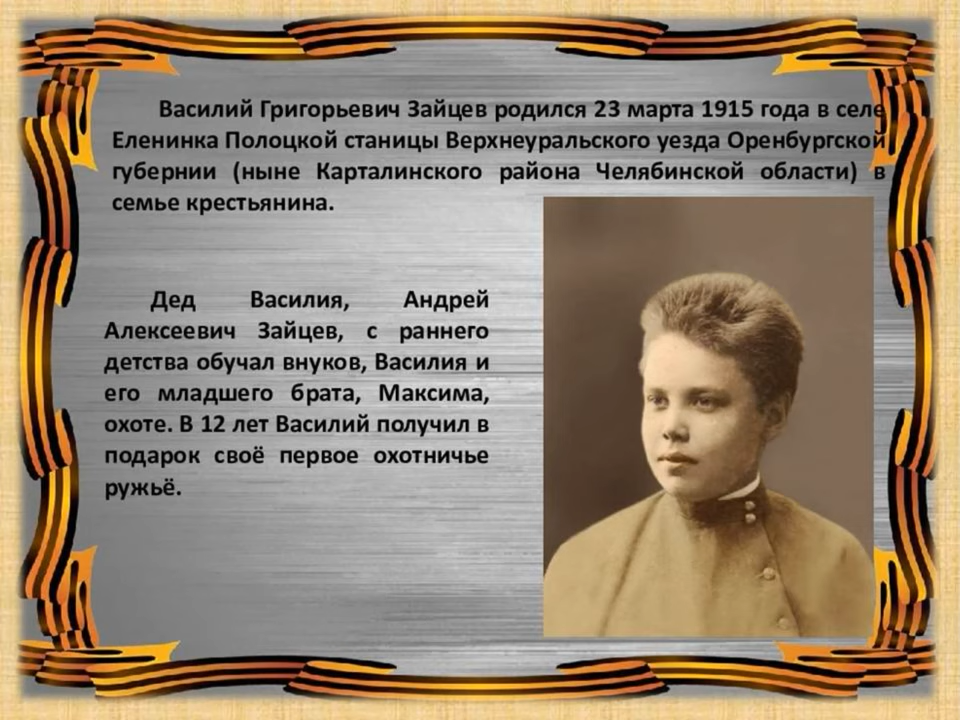 Василий Григорьевич Зайцев родился 23 марта 1915 года в селе
Еленинка Полоцкой станицы Верхнеуральского уезда Оренбургской
губернии (ныне Карталинского района Челябинской области) в
семье крестьянина.
Дед Василия, Андрей
Алексеевич Зайцев, с раннего
детства обучал внуков, Василия и
его младшего брата, Максима,
охоте. В 12 лет Василий получил в
подарок своё первое охотничье
ружьё.